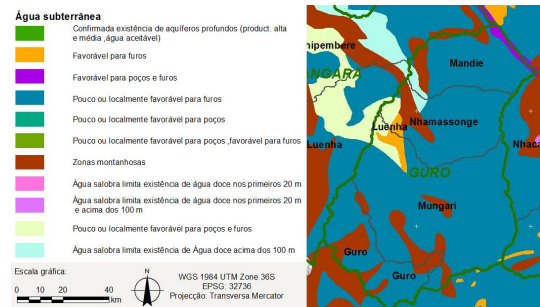 Água subterrânea
Confirmada existência de aquíferos profundos (product. alta
e média ,água aceitável)
Favorável para furos
Favorável para poços e furos
Pouco ou localmente favorável para furos
Pouco ou localmente favorável para poços
Pouco ou localmente favorável para poços ,favorável para furos
Zonas montanhosas
Água salobra limita existência de água doce nos primeiros 20 m
Água salobra limita existência de água doce nos primeiros 20 m
e acima dos 100 m
Pouco ou localmente favorável para poços e furos
Água salobra limita existência de Água doce acima dos 100 m
Escala gráfica:
0 10 20 40
km
N
WGS 1984 UTM Zone 36S
EPSG: 32736
Projecção: Transversa Mercator
hipembere
Mandie
ANGARA
Luenha
Nhamassonge
Luenha
Nhaca
GURO
Mungari
Guro
Guro